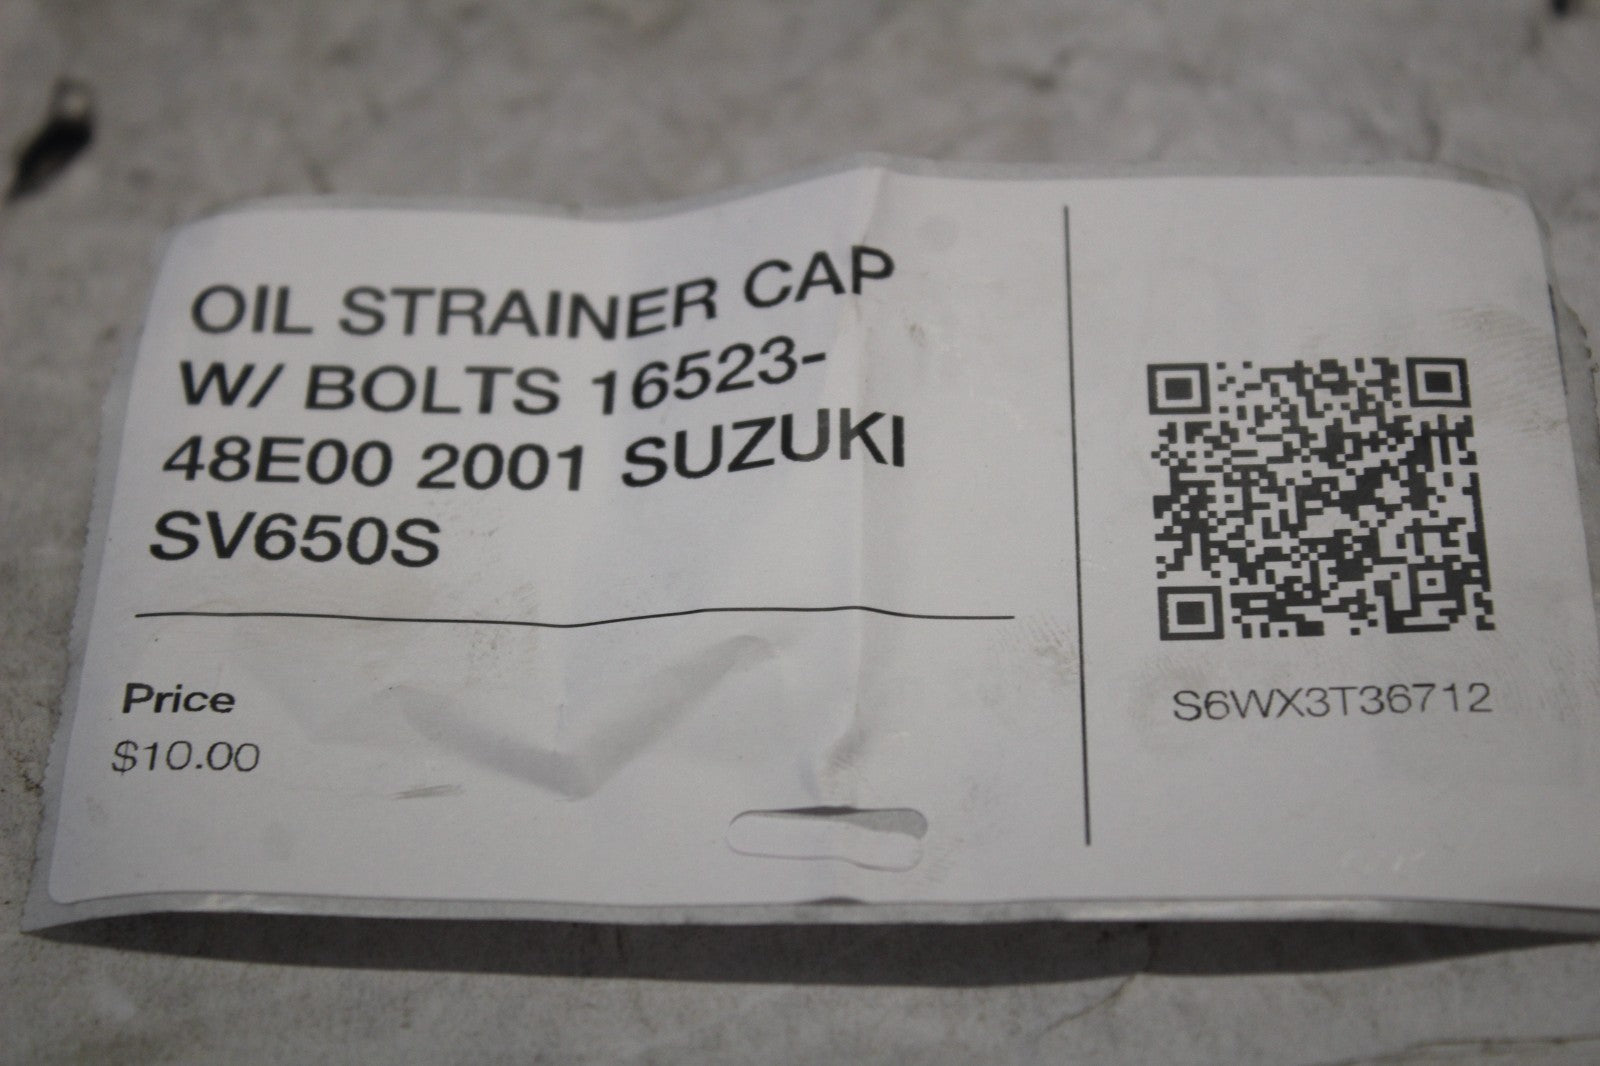 OIL STRAINER CAP
W/ BOLTS 16523-
48E00 2001 SUZUKI
SV650S
Price
$10.00
S6WX3T36712